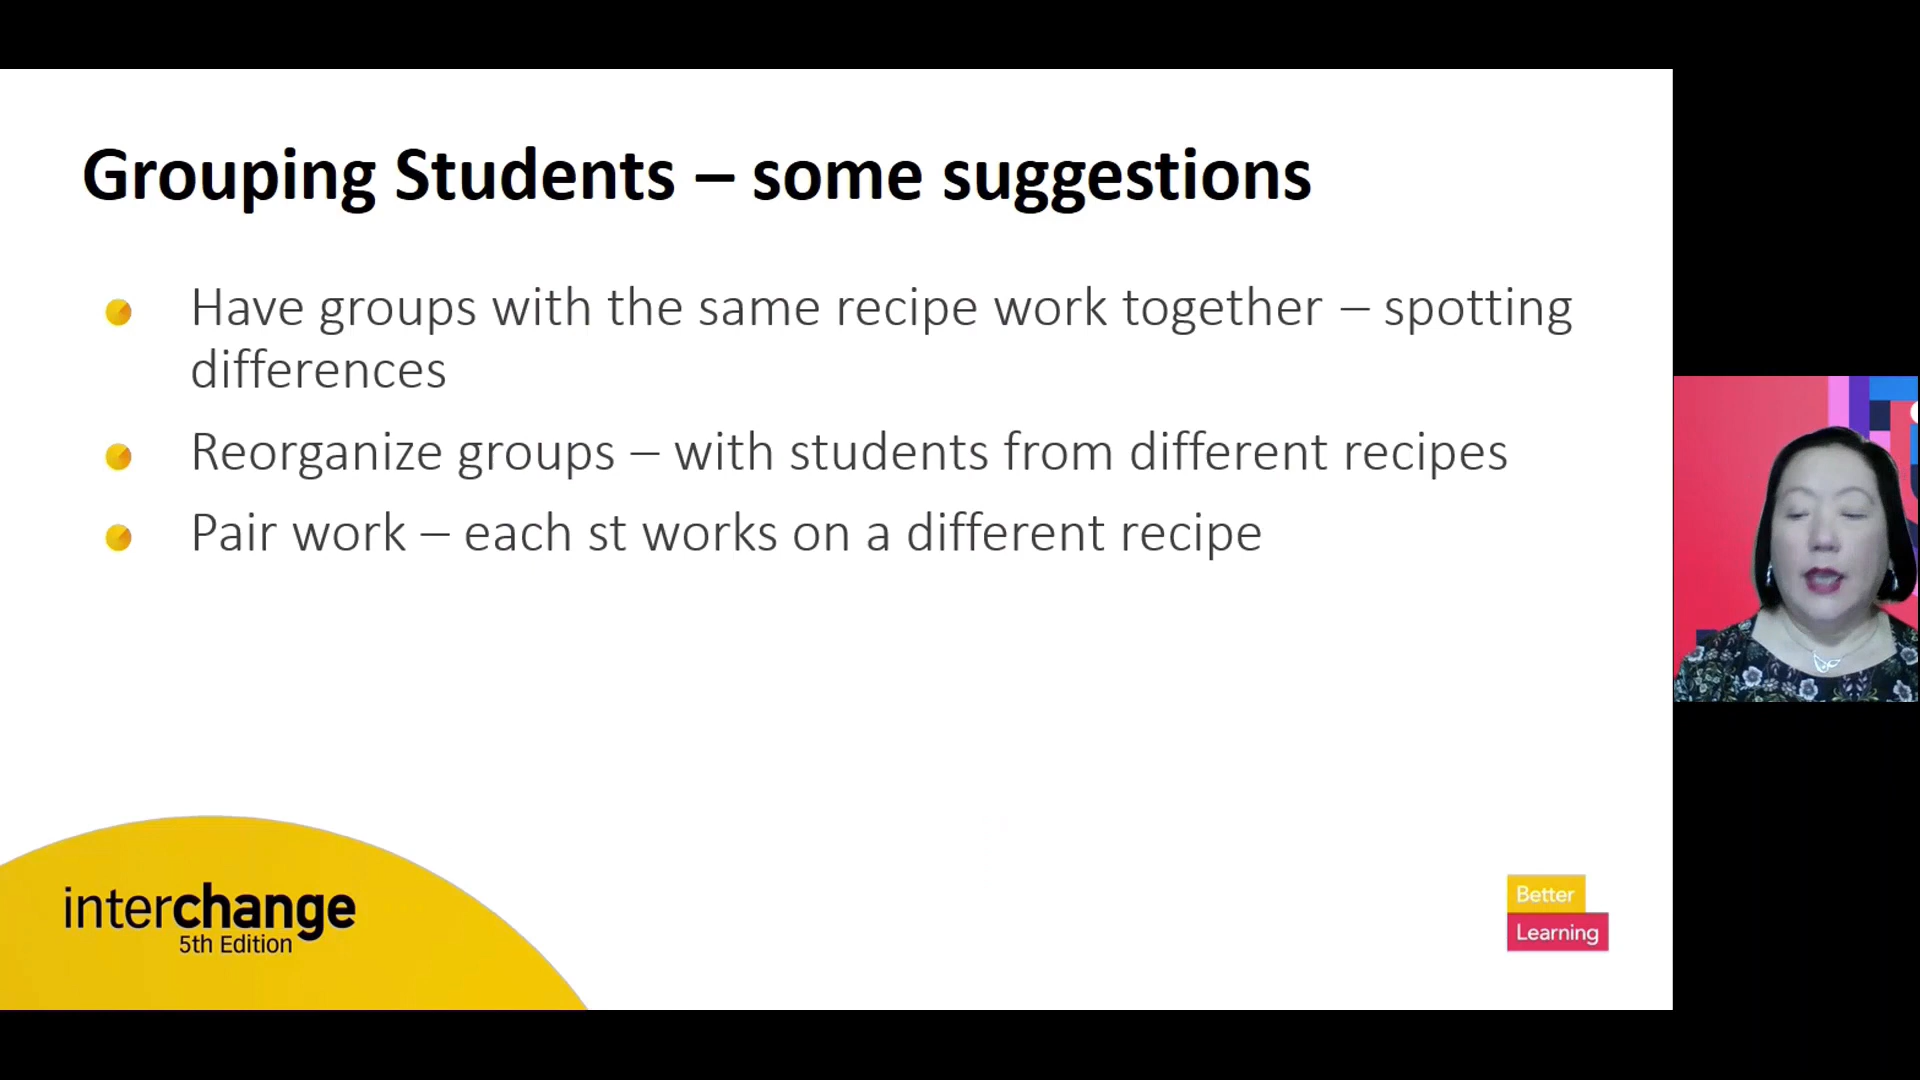 Grouping Students – some suggestions
Have groups with the same recipe work together – spotting
differences
Reorganize groups – with students from different recipes
Pair work – each st works on a different recipe
interchange
5th Edition
Better
Learning